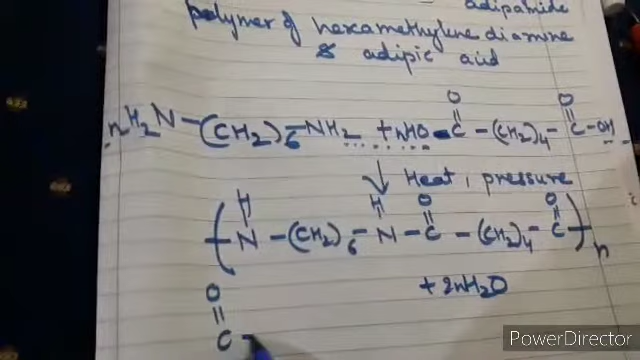 adipamide
polymer of hexamethylene diamine
& adipic acid
O O
nH₂N-(CH₂)₆-NH₂ + nHO-C-(CH₂)₄-C-OH
Heat, pressure
H H O O
(N-(CH₂)₆-N-C-(CH₂)₄-C)n
+ 2nH₂O
O
C-
PowerDirector